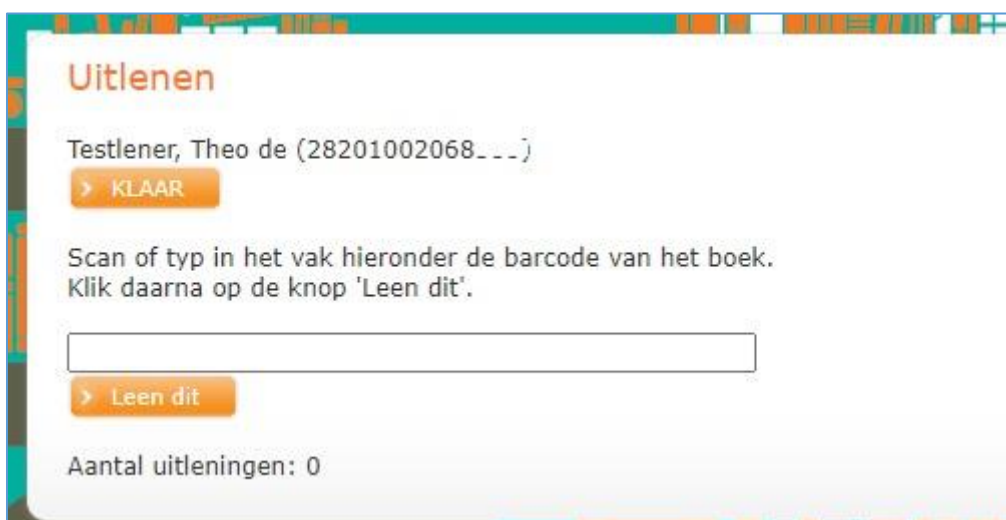 Uitlenen
Testlener, Theo de (28201002068___)
> KLAAR
Scan of typ in het vak hieronder de barcode van het boek.
Klik daarna op de knop 'Leen dit'.
> Leen dit
Aantal uitleningen: 0